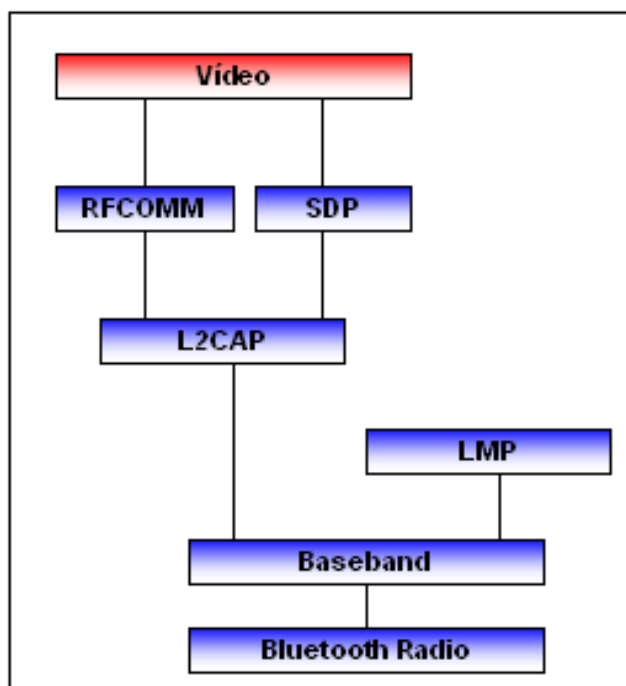 Vídeo
RFCOMM
SDP
L2CAP
LMP
Baseband
Bluetooth Radio